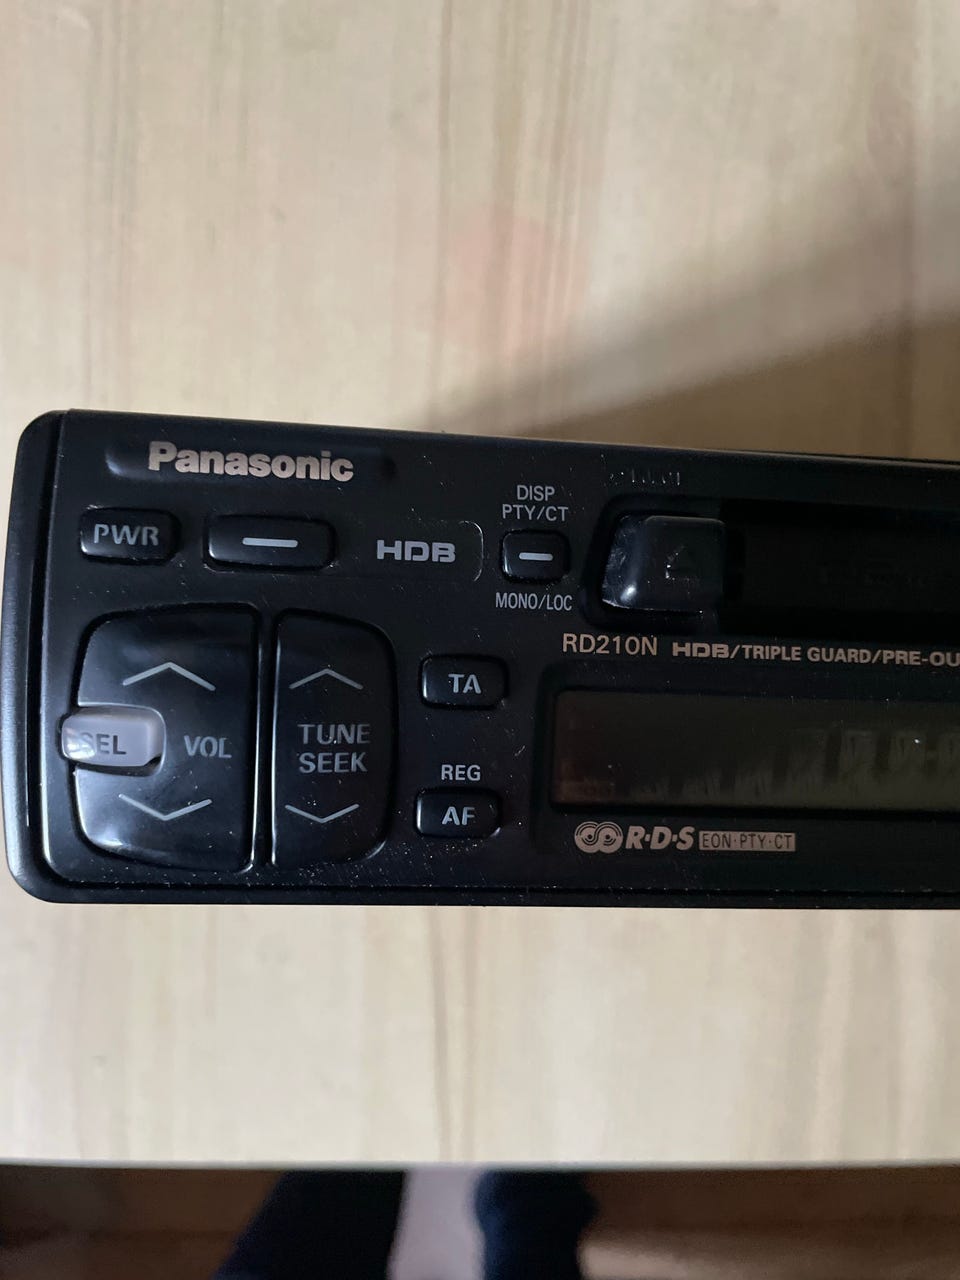 Panasonic
PWR
HDB
DISP
PTY/CT
MONO/LOC
RD210N HDB/TRIPLE GUARD/PRE-OU
SEL
VOL
TUNE
SEEK
TA
REG
AF
R·D·S EON·PTY·CT